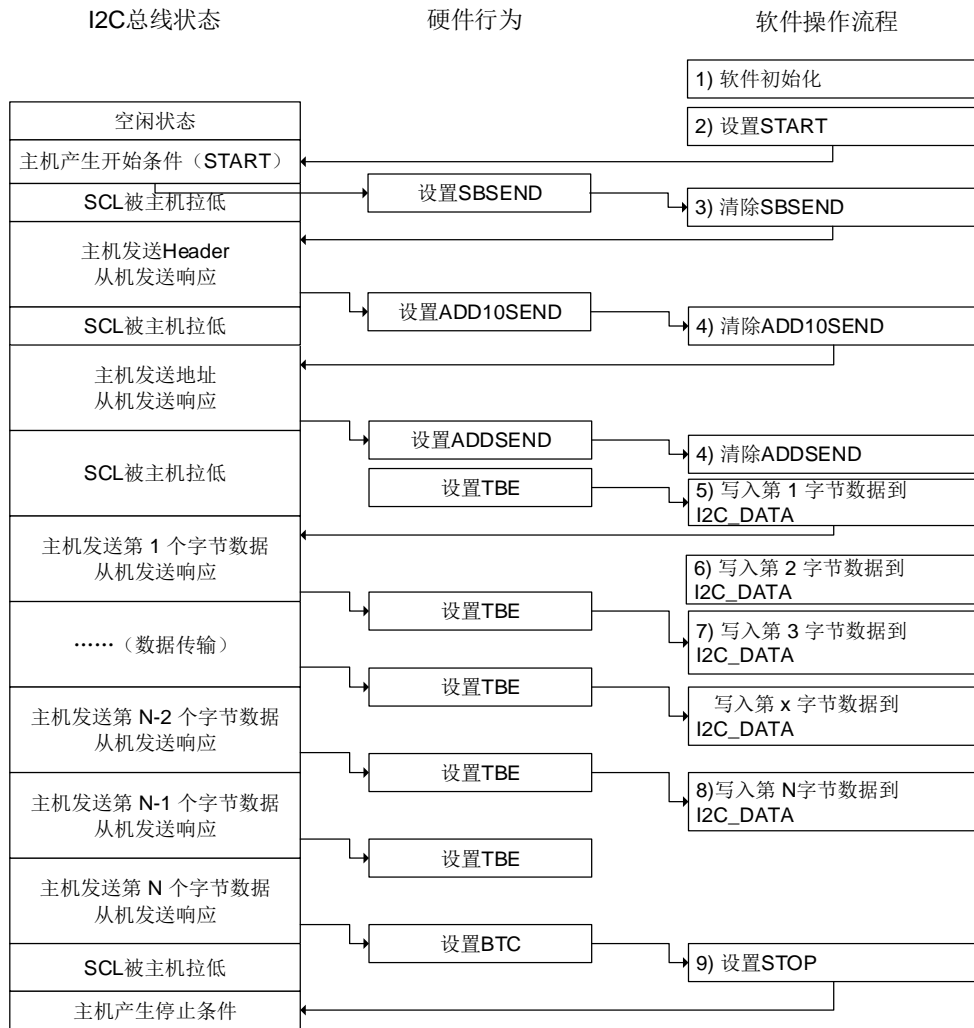 I2C总线状态
硬件行为
软件操作流程
1) 软件初始化
空闲状态
2) 设置START
主机产生开始条件（START）
SCL被主机拉低
设置SBSEND
3) 清除SBSEND
主机发送Header
从机发送响应
设置ADD10SEND
SCL被主机拉低
4) 清除ADD10SEND
主机发送地址
从机发送响应
设置ADDSEND
4) 清除ADDSEND
SCL被主机拉低
设置TBE
5) 写入第 1 字节数据到
I2C_DATA
主机发送第 1 个字节数据
从机发送响应
6) 写入第 2 字节数据到
I2C_DATA
设置TBE
7) 写入第 3 字节数据到
I2C_DATA
……（数据传输）
设置TBE
写入第 x 字节数据到
I2C_DATA
主机发送第 N-2 个字节数据
从机发送响应
设置TBE
8)写入第 N字节数据到
I2C_DATA
主机发送第 N-1 个字节数据
从机发送响应
设置TBE
主机发送第 N 个字节数据
从机发送响应
设置BTC
SCL被主机拉低
9) 设置STOP
主机产生停止条件